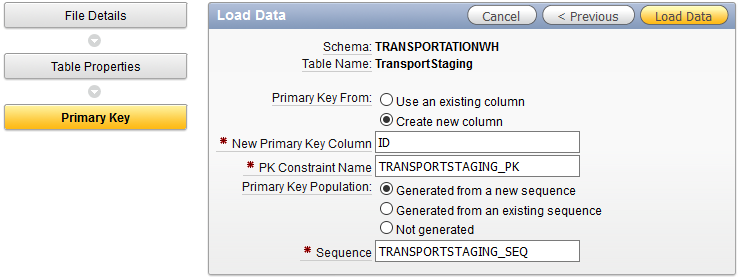 File Details
Table Properties
Primary Key
Load Data
Cancel
< Previous
Load Data
Schema: TRANSPORTATIONWH
Table Name: TransportStaging
Primary Key From: Use an existing column
Create new column
* New Primary Key Column ID
* PK Constraint Name TRANSPORTSTAGING_PK
Primary Key Population: Generated from a new sequence
Generated from an existing sequence
Not generated
* Sequence TRANSPORTSTAGING_SEQ